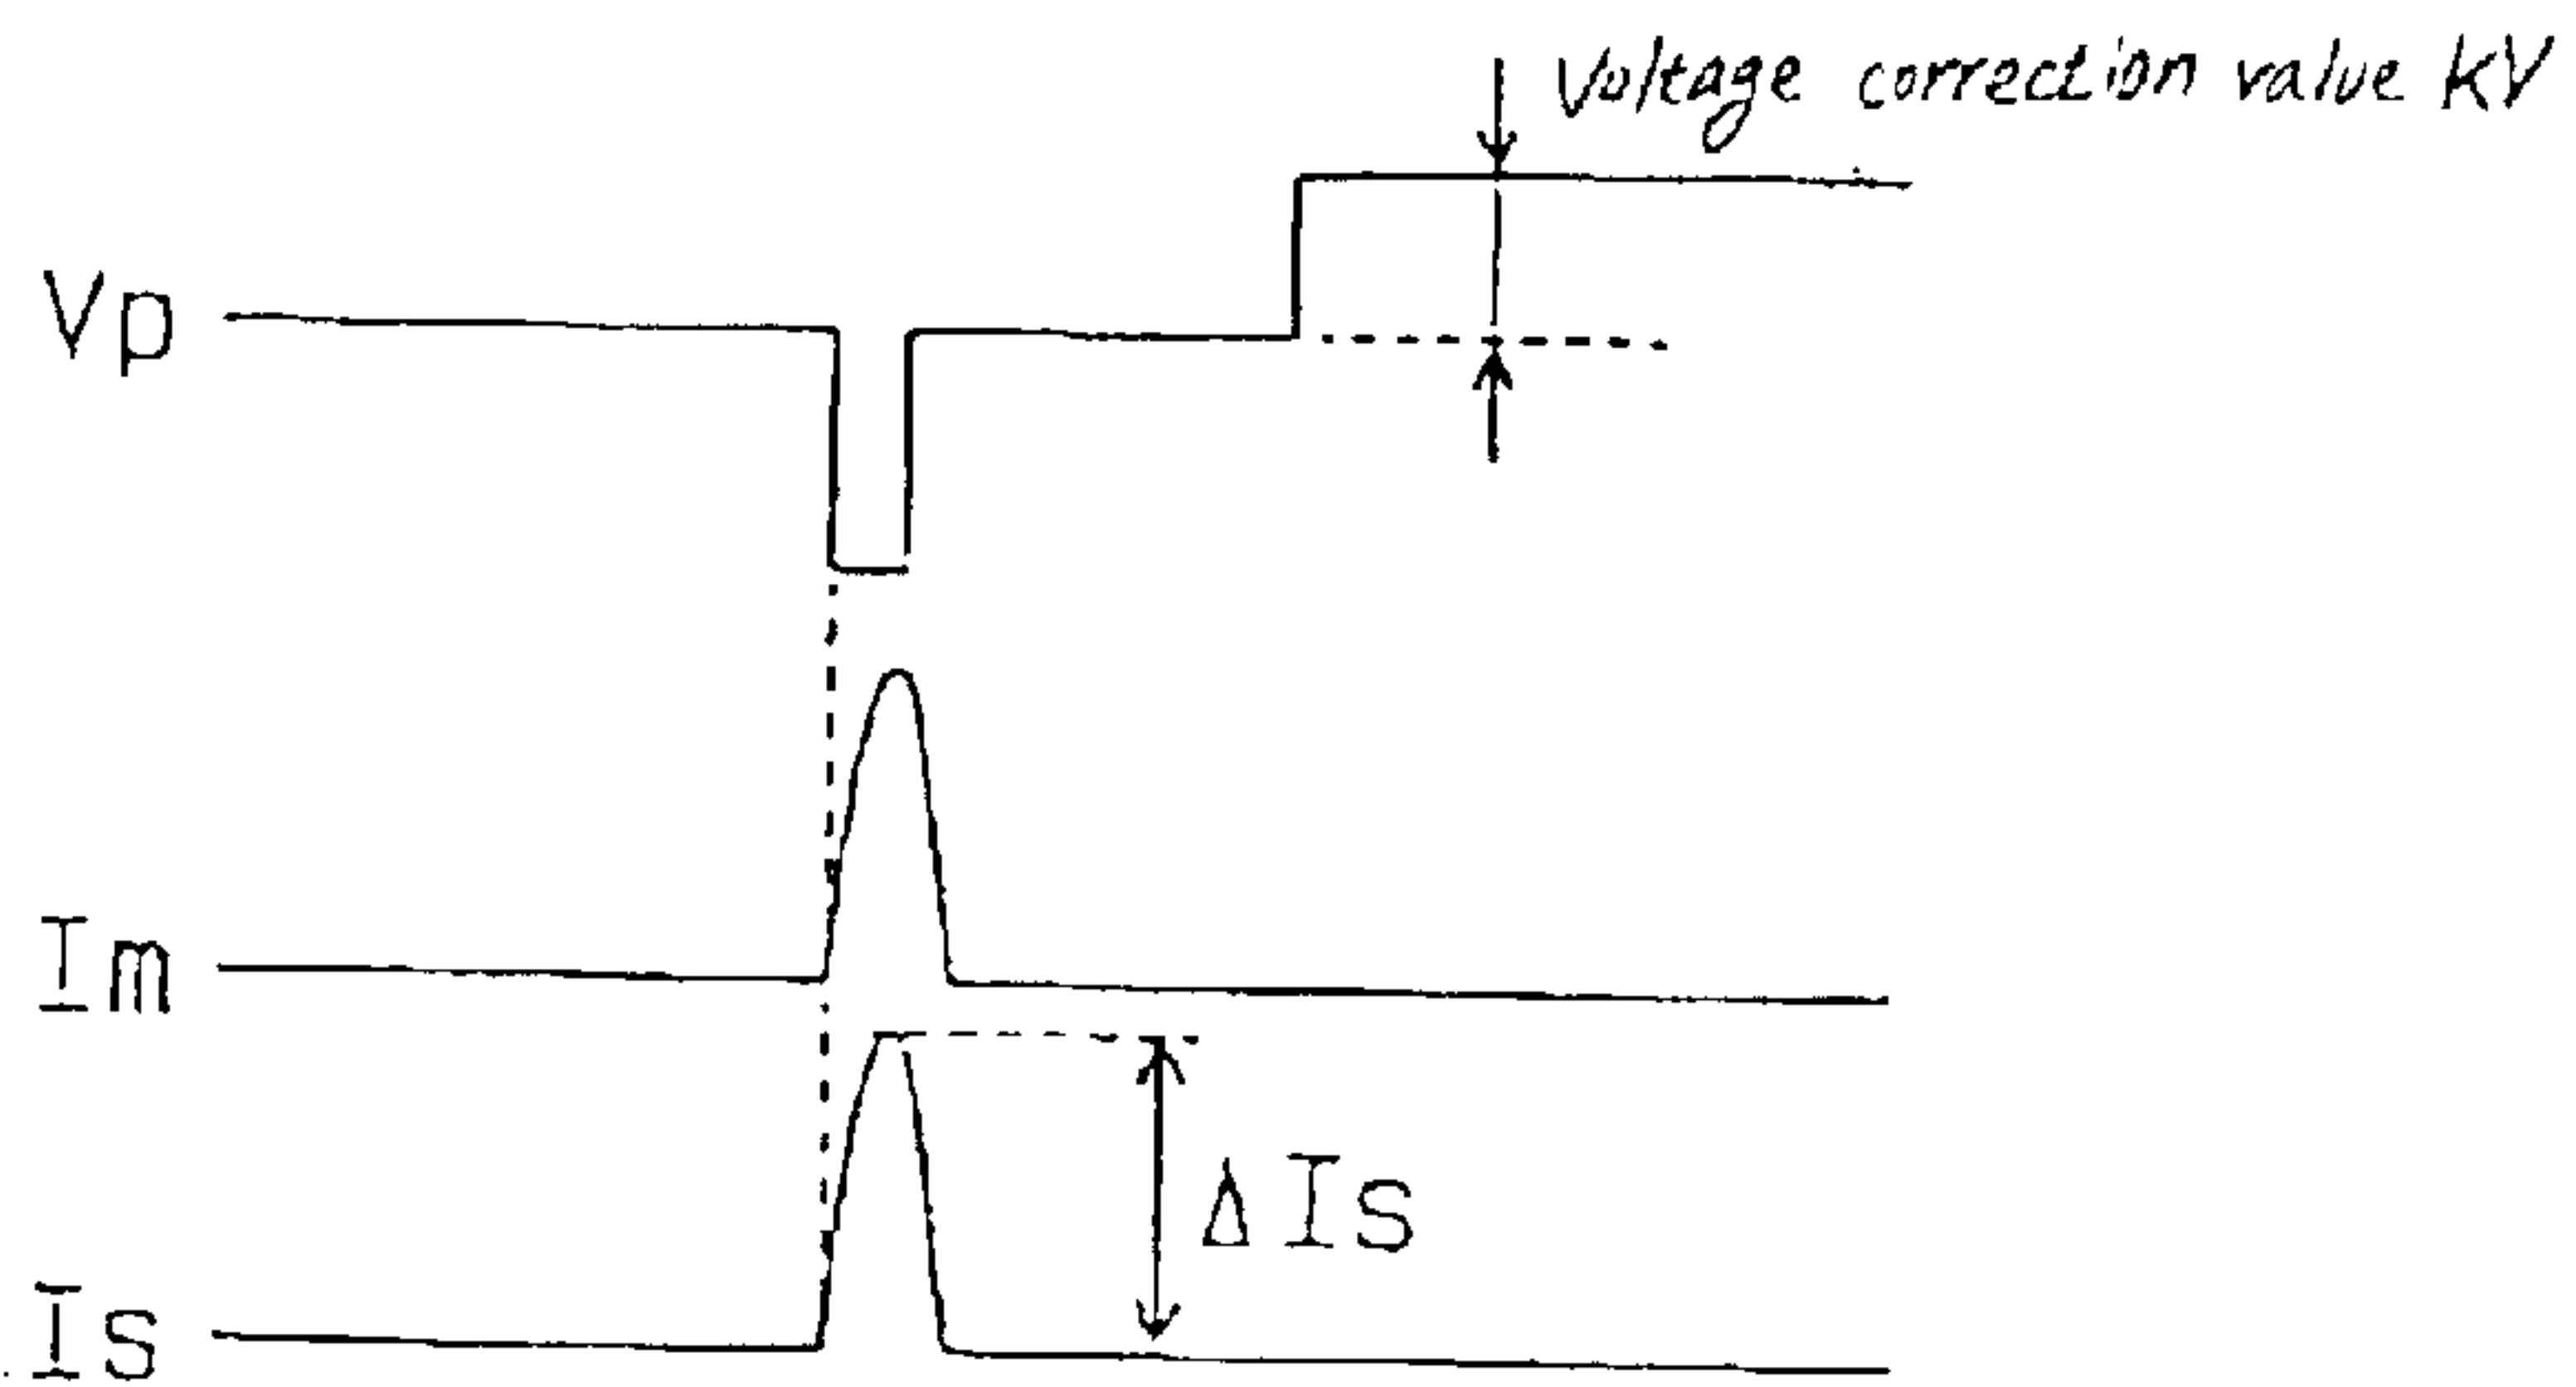 Voltage correction value kV
Vp
Im
ΔIs
Is